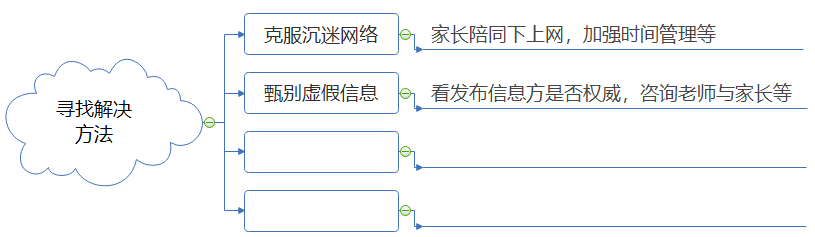 寻找解决
方法
克服沉迷网络
家长陪同下上网，加强时间管理等
甄别虚假信息
看发布信息方是否权威，咨询老师与家长等